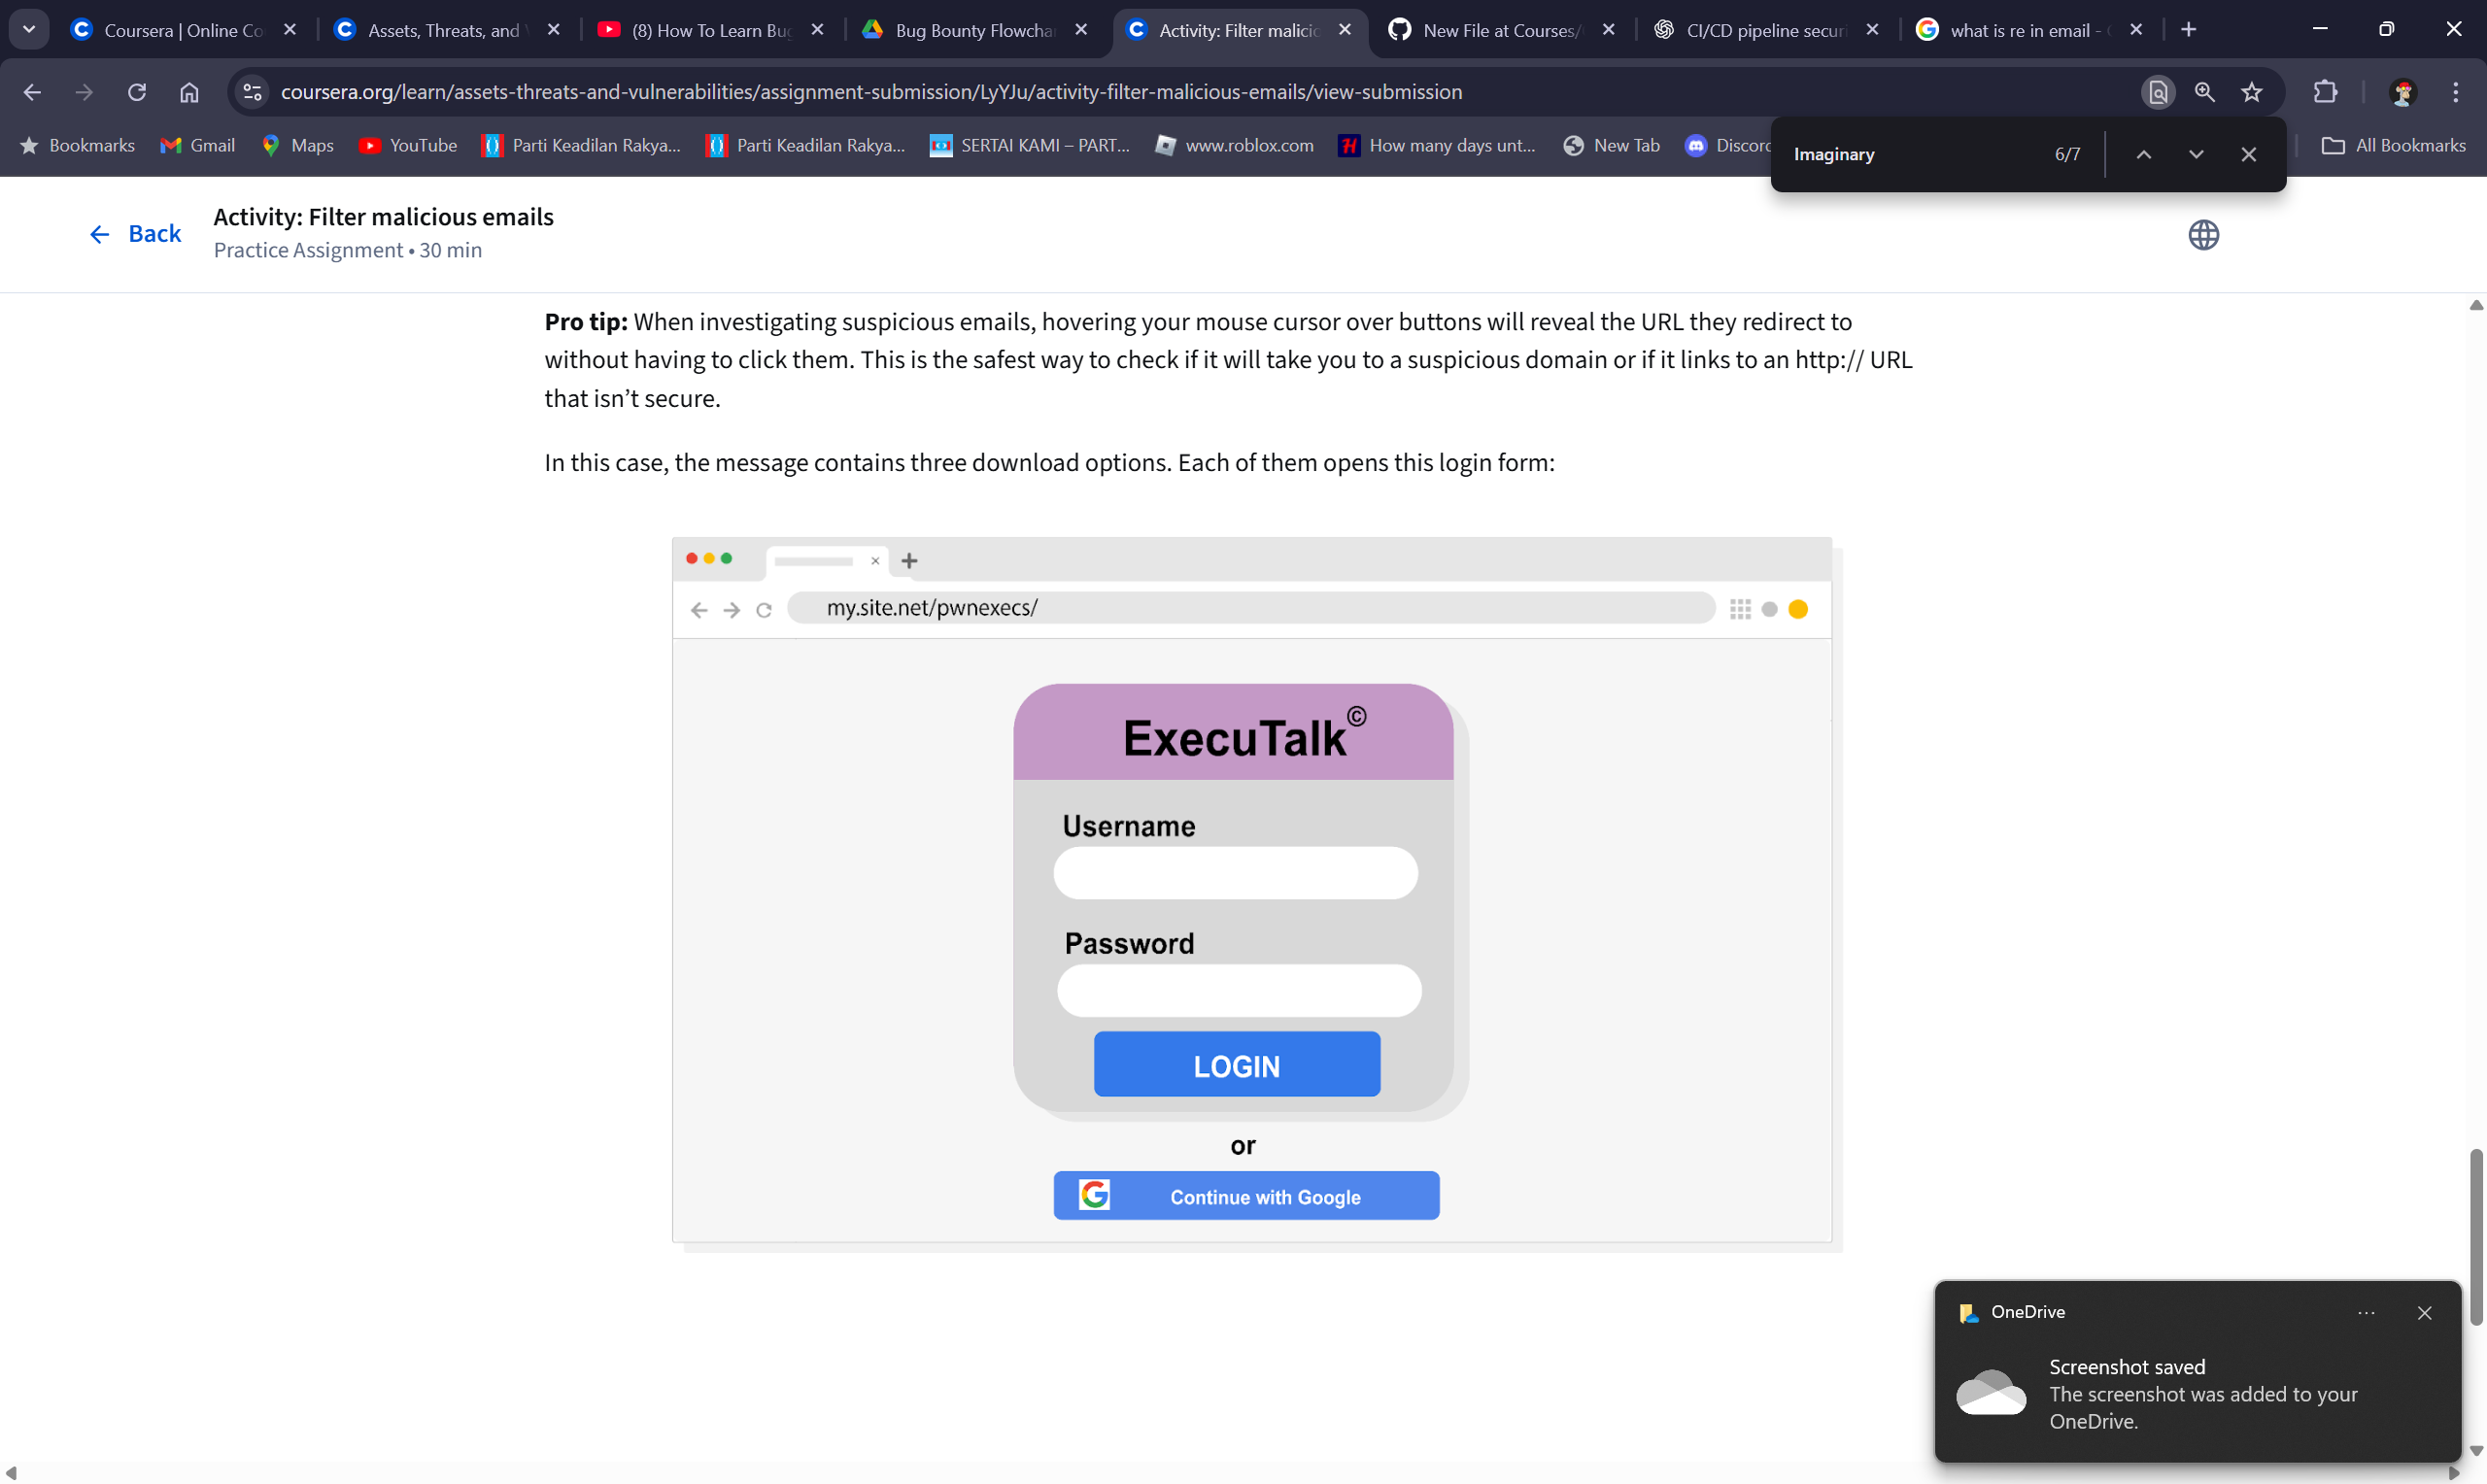 Coursera | Online Co
Assets, Threats, and
(8) How To Learn Bu
Bug Bounty Flowcha
Activity: Filter malici
New File at Courses/
CI/CD pipeline secur
what is re in email -
coursera.org/learn/assets-threats-and-vulnerabilities/assignment-submission/LyYJu/activity-filter-malicious-emails/view-submission
Bookmarks
Gmail
Maps
YouTube
Parti Keadilan Rakya...
Parti Keadilan Rakya...
SERTAI KAMI – PART...
www.roblox.com
How many days unt...
New Tab
Discord
All Bookmarks
Imaginary
6/7
Back
Activity: Filter malicious emails
Practice Assignment • 30 min
Pro tip: When investigating suspicious emails, hovering your mouse cursor over buttons will reveal the URL they redirect to
without having to click them. This is the safest way to check if it will take you to a suspicious domain or if it links to an http:// URL
that isn’t secure.
In this case, the message contains three download options. Each of them opens this login form:
my.site.net/pwnexecs/
ExecuTalk©
Username
Password
LOGIN
or
Continue with Google
OneDrive
Screenshot saved
The screenshot was added to your
OneDrive.